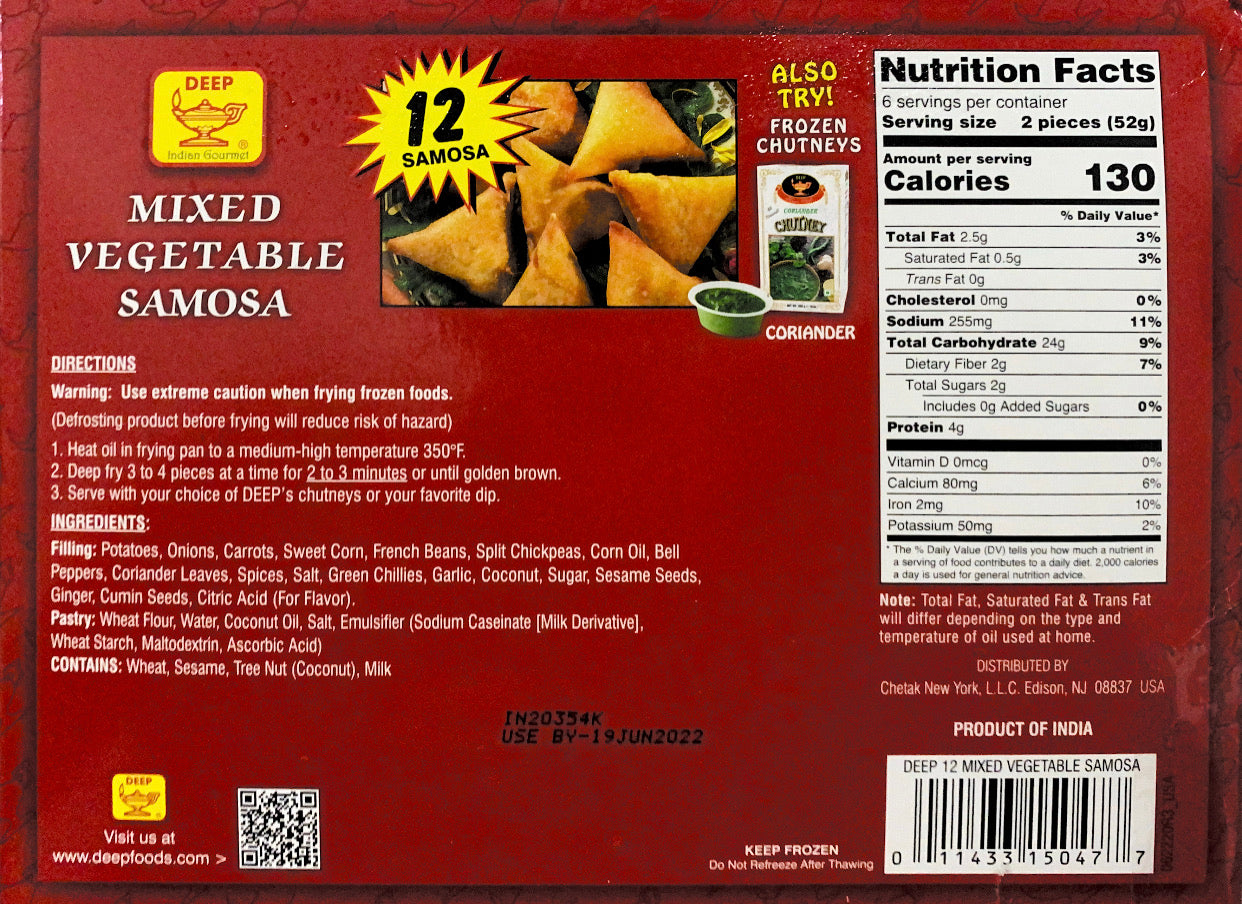 DEEP
Indian Gourmet
®
MIXED
VEGETABLE
SAMOSA
12
SAMOSA
ALSO
TRY!
FROZEN
CHUTNEYS
DEEP
CORIANDER
CHUTNEY
CORIANDER
DIRECTIONS
Warning: Use extreme caution when frying frozen foods.
(Defrosting product before frying will reduce risk of hazard)
1. Heat oil in frying pan to a medium-high temperature 350ºF.
2. Deep fry 3 to 4 pieces at a time for 2 to 3 minutes or until golden brown.
3. Serve with your choice of DEEP's chutneys or your favorite dip.
INGREDIENTS:
Filling: Potatoes, Onions, Carrots, Sweet Corn, French Beans, Split Chickpeas, Corn Oil, Bell
Peppers, Coriander Leaves, Spices, Salt, Green Chillies, Garlic, Coconut, Sugar, Sesame Seeds,
Ginger, Cumin Seeds, Citric Acid (For Flavor).
Pastry: Wheat Flour, Water, Coconut Oil, Salt, Emulsifier (Sodium Caseinate [Milk Derivative],
Wheat Starch, Maltodextrin, Ascorbic Acid)
CONTAINS: Wheat, Sesame, Tree Nut (Coconut), Milk
IN20354K
USE BY-19JUN2022
DEEP
Visit us at
www.deepfoods.com >
KEEP FROZEN
Do Not Refreeze After Thawing
Nutrition Facts
6 servings per container
Serving size 2 pieces (52g)
Amount per serving
Calories 130
% Daily Value*
Total Fat 2.5g 3%
Saturated Fat 0.5g 3%
Trans Fat 0g
Cholesterol 0mg 0%
Sodium 255mg 11%
Total Carbohydrate 24g 9%
Dietary Fiber 2g 7%
Total Sugars 2g
Includes 0g Added Sugars 0%
Protein 4g
Vitamin D 0mcg 0%
Calcium 80mg 6%
Iron 2mg 10%
Potassium 50mg 2%
* The % Daily Value (DV) tells you how much a nutrient in
a serving of food contributes to a daily diet. 2,000 calories
a day is used for general nutrition advice.
Note: Total Fat, Saturated Fat & Trans Fat
will differ depending on the type and
temperature of oil used at home.
DISTRIBUTED BY
Chetak New York, L.L.C. Edison, NJ 08837 USA
PRODUCT OF INDIA
DEEP 12 MIXED VEGETABLE SAMOSA
0 11433 15047 7